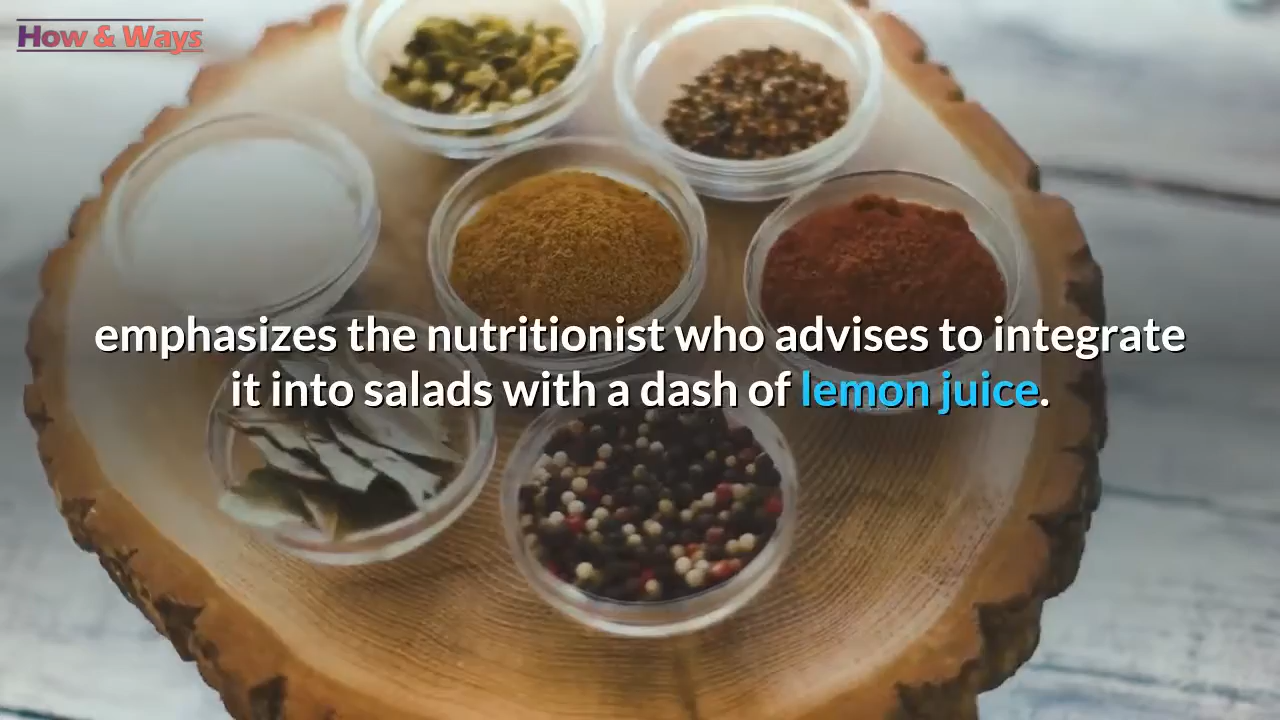 How & Ways
emphasizes the nutritionist who advises to integrate
it into salads with a dash of lemon juice.